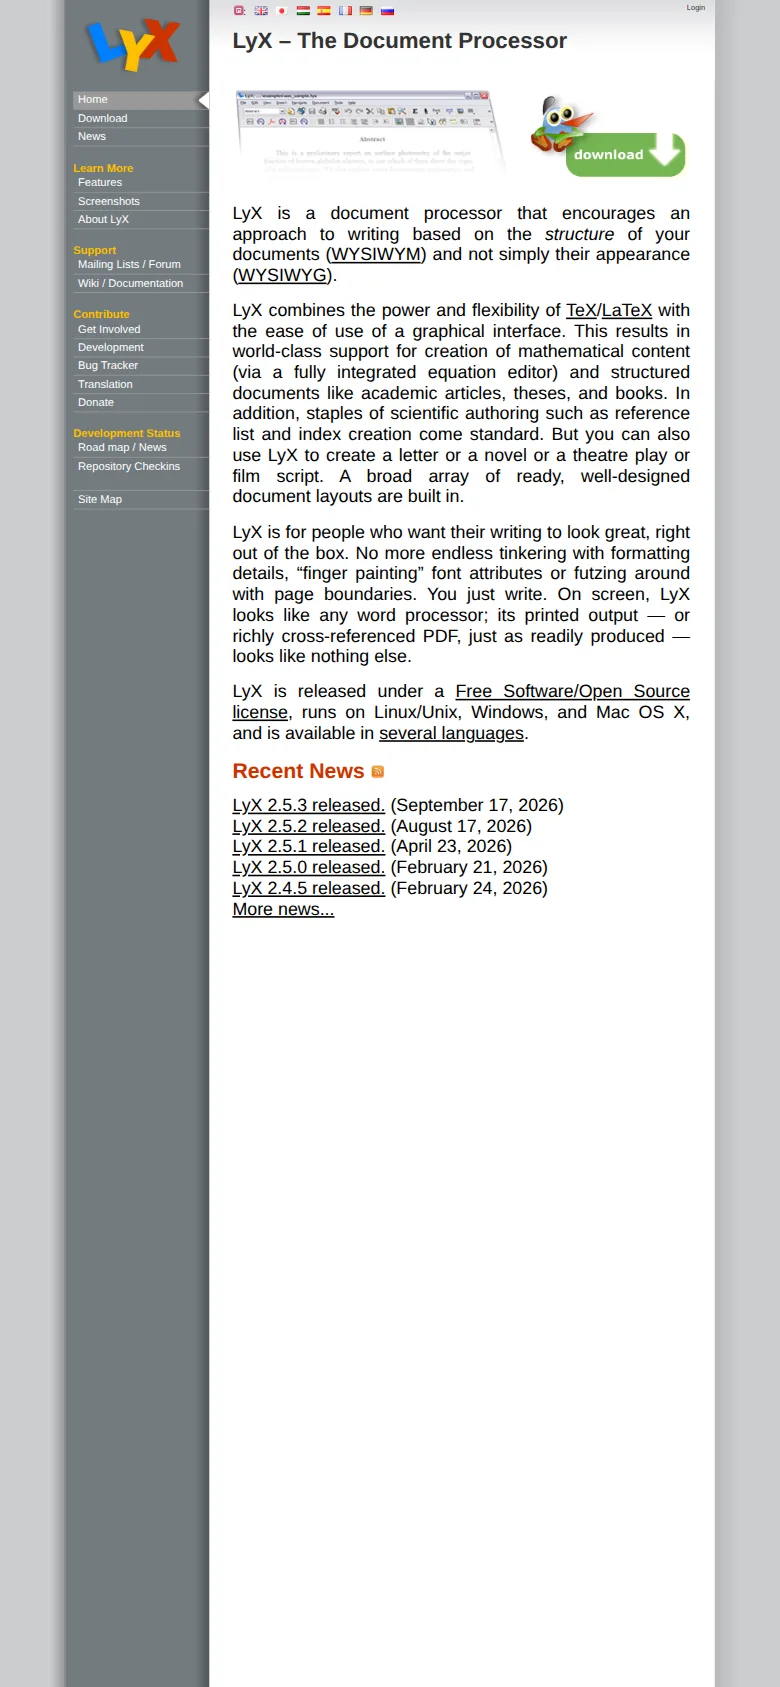 Login
LyX
LyX – The Document Processor
Home
Download
News
Learn More
Features
Screenshots
About LyX
Support
Mailing Lists / Forum
Wiki / Documentation
Contribute
Get Involved
Development
Bug Tracker
Translation
Donate
Development Status
Road map / News
Repository Checkins
Site Map
Abstract
download
LyX is a document processor that encourages an
approach to writing based on the structure of your
documents (WYSIWYM) and not simply their appearance
(WYSIWYG).
LyX combines the power and flexibility of TeX/LaTeX with
the ease of use of a graphical interface. This results in
world-class support for creation of mathematical content
(via a fully integrated equation editor) and structured
documents like academic articles, theses, and books. In
addition, staples of scientific authoring such as reference
list and index creation come standard. But you can also
use LyX to create a letter or a novel or a theatre play or
film script. A broad array of ready, well-designed
document layouts are built in.
LyX is for people who want their writing to look great, right
out of the box. No more endless tinkering with formatting
details, “finger painting” font attributes or futzing around
with page boundaries. You just write. On screen, LyX
looks like any word processor; its printed output — or
richly cross-referenced PDF, just as readily produced —
looks like nothing else.
LyX is released under a Free Software/Open Source
license, runs on Linux/Unix, Windows, and Mac OS X,
and is available in several languages.
Recent News
LyX 2.5.3 released. (September 17, 2026)
LyX 2.5.2 released. (August 17, 2026)
LyX 2.5.1 released. (April 23, 2026)
LyX 2.5.0 released. (February 21, 2026)
LyX 2.4.5 released. (February 24, 2026)
More news...